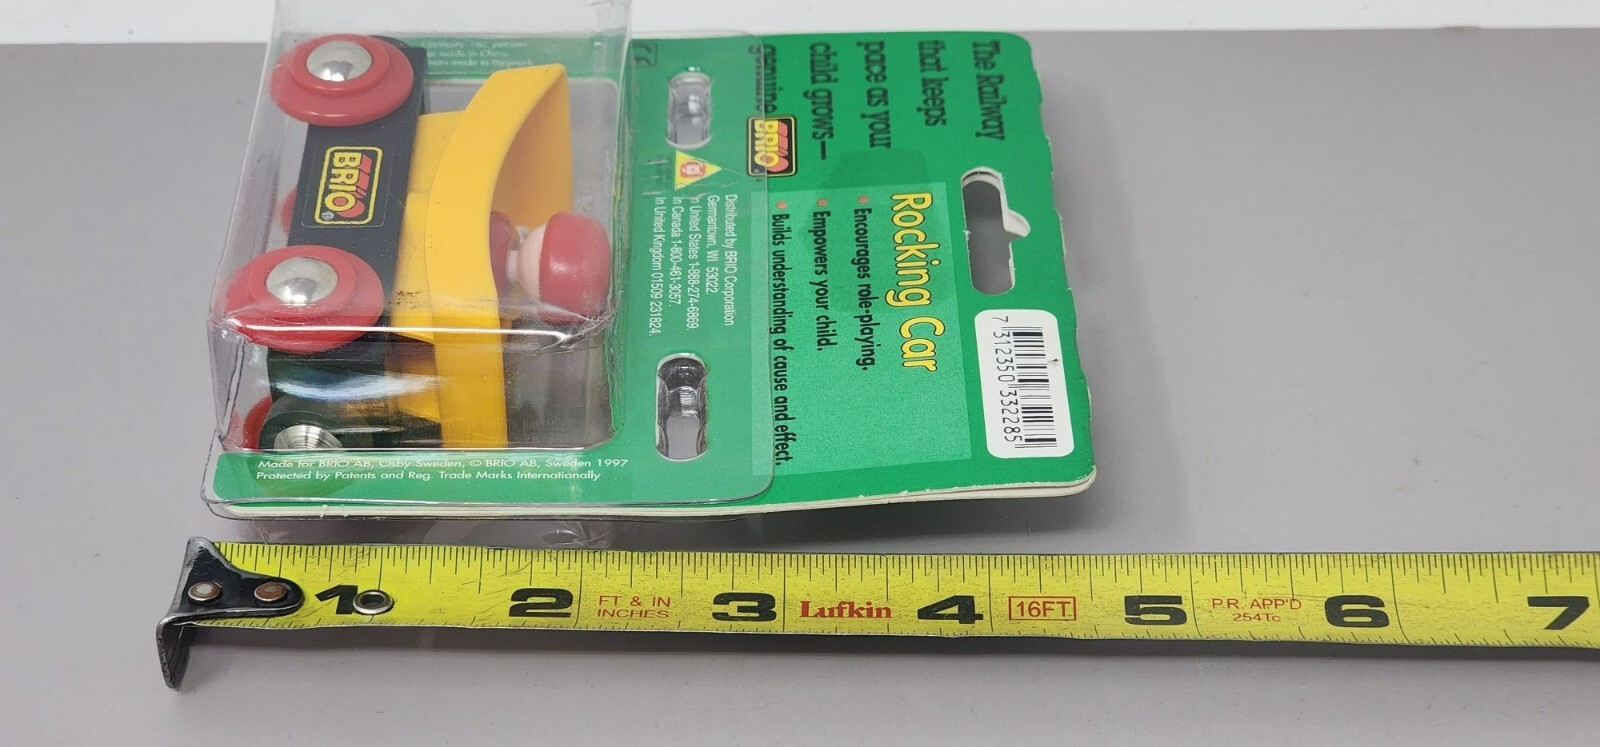 The Railway
that keeps
pace as your
child grows—
genuine BRIO®.
Rocking Car
• Encourages role-playing.
• Empowers your child.
• Builds understanding of cause and effect.
Distributed by BRIO Corporation
Germantown, WI 53022.
In United States 1-888-274-6869.
In Canada 1-800-461-3057.
In United Kingdom 01509 231824.
BRIO®
Made for BRIO AB, Osby Sweden, © BRIO AB, Sweden 1997
Protected by Patents and Reg. Trade Marks Internationally
7 312350 332285
1 2 FT & IN INCHES 3 Lufkin 4 16FT 5 P.R. APP'D 254Tc 6 7